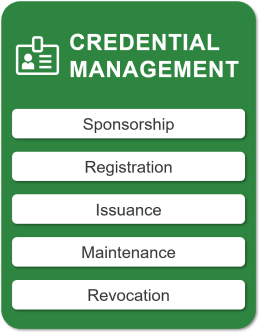 CREDENTIAL
MANAGEMENT
Sponsorship
Registration
Issuance
Maintenance
Revocation